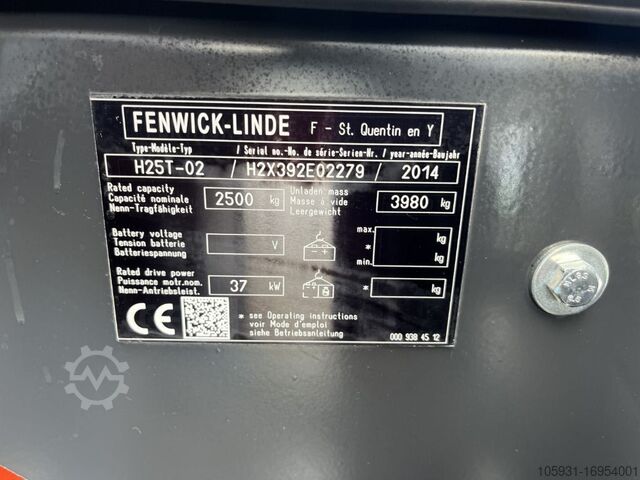 FENWICK-LINDE F - St. Quentin en Y
Type-Modèle-Typ / Serial no.-No. de série-Serien-Nr. / year-année-Baujahr
H25T-02 / H2X392E02279 / 2014
Rated capacity
Capacité nominale
Nenn-Tragfähigkeit
2500 kg
Unladen mass
Masse à vide
Leergewicht
3980 kg
Battery voltage
Tension batterie
Batteriespannung
V
max. kg
*
min. kg
Rated drive power
Puissance motr.nom.
Nenn-Antriebsleist.
37 kW
* kg
CE
* see Operating instructions
voir Mode d'emploi
siehe Betriebsanleitung
000 938 45 12
8.8
105931-16954001